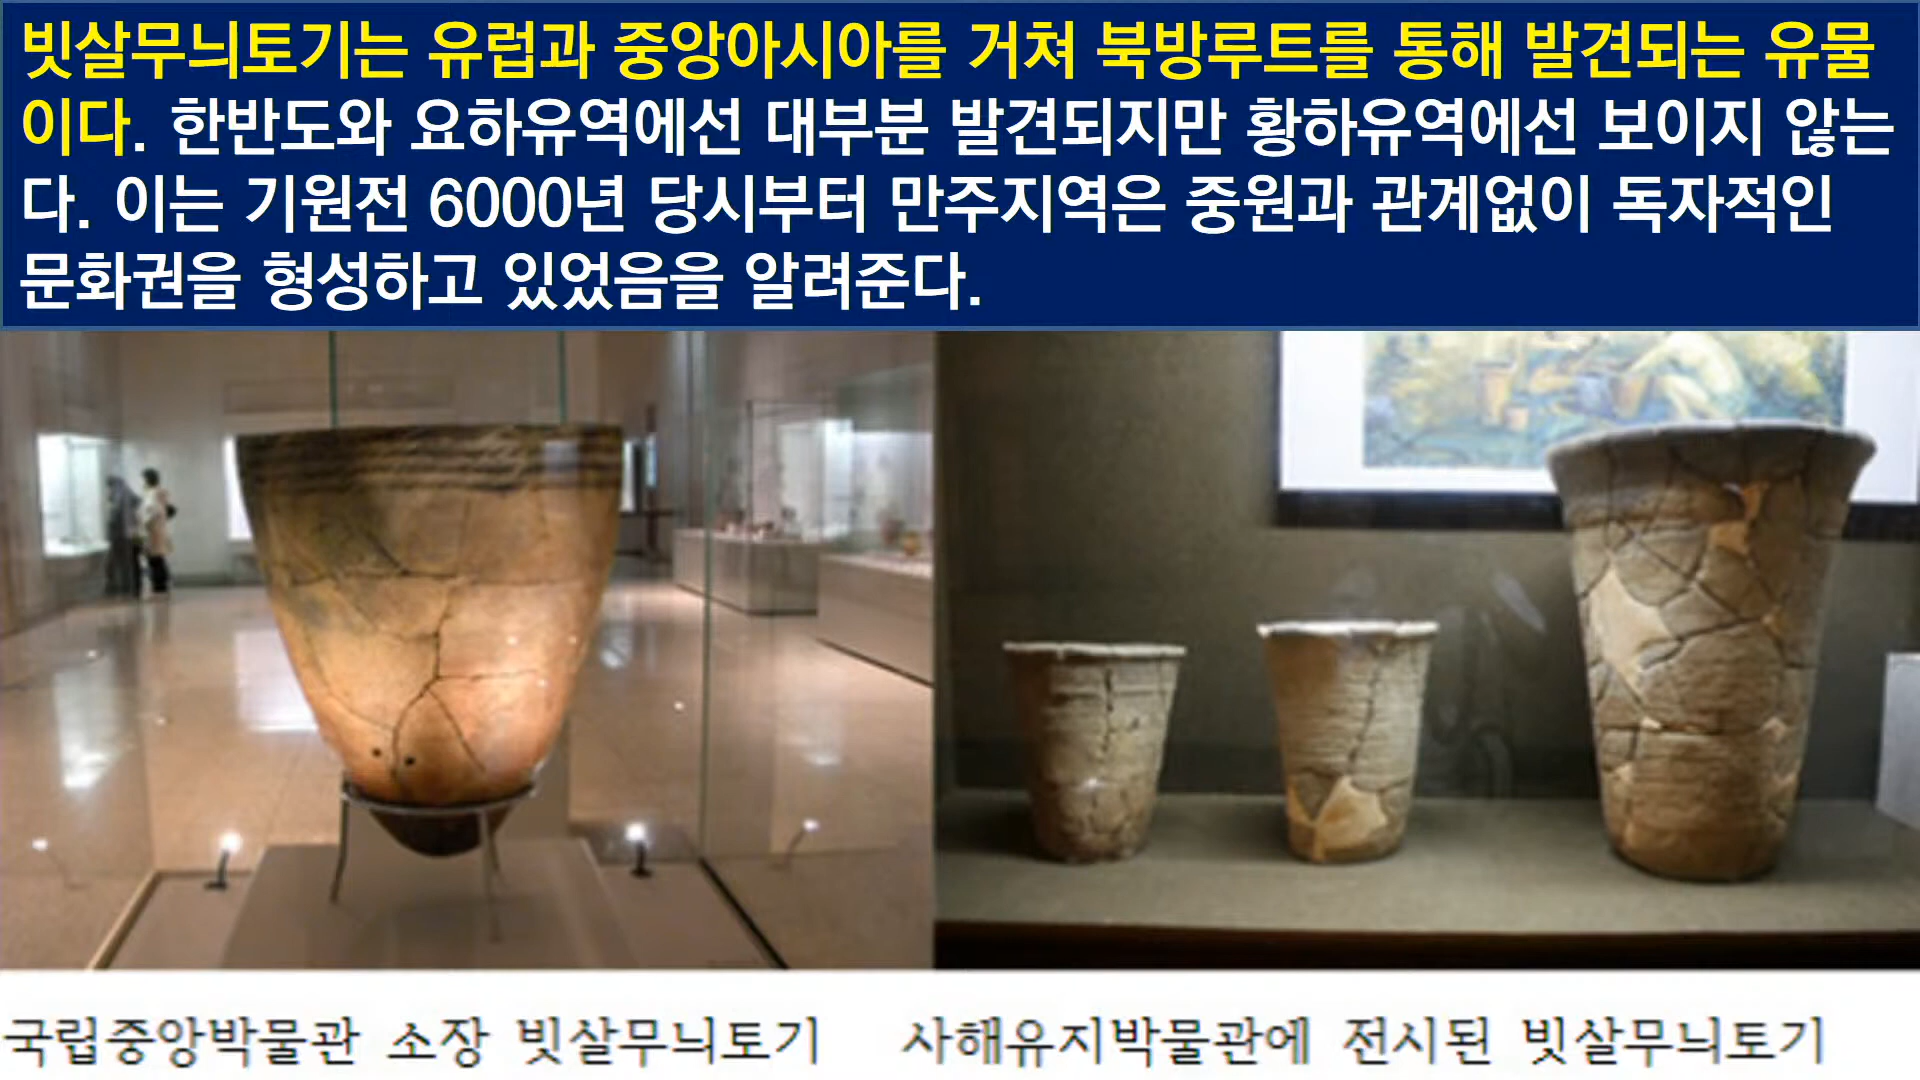 빗살무늬토기는 유럽과 중앙아시아를 거쳐 북방루트를 통해 발견되는 유물
이다. 한반도와 요하유역에선 대부분 발견되지만 황하유역에선 보이지 않는
다. 이는 기원전 6000년 당시부터 만주지역은 중원과 관계없이 독자적인
문화권을 형성하고 있었음을 알려준다.
국립중앙박물관 소장 빗살무늬토기
사해유지박물관에 전시된 빗살무늬토기